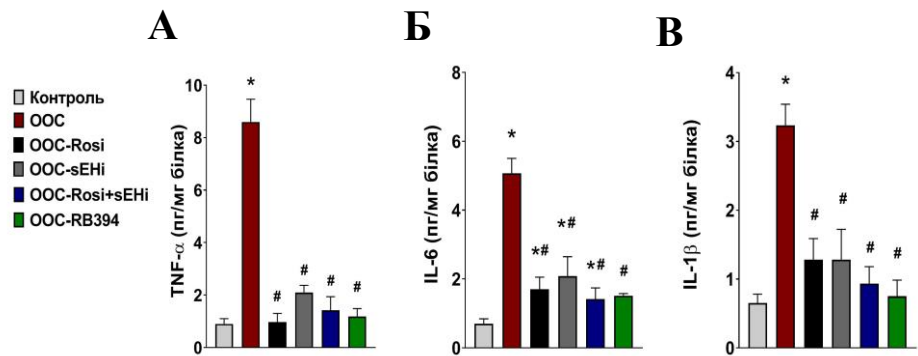 А
Б
В
Контроль
ООС
ООС-Rosi
ООС-sEHi
ООС-Rosi+sEHi
ООС-RB394
TNF-α (пг/мг білка)
10
8
6
4
2
0
*
#
#
#
#
IL-6 (пг/мг білка)
8
6
4
2
0
*
*#
*#
*#
#
IL-1β (пг/мг білка)
4
3
2
1
0
*
#
#
#
#